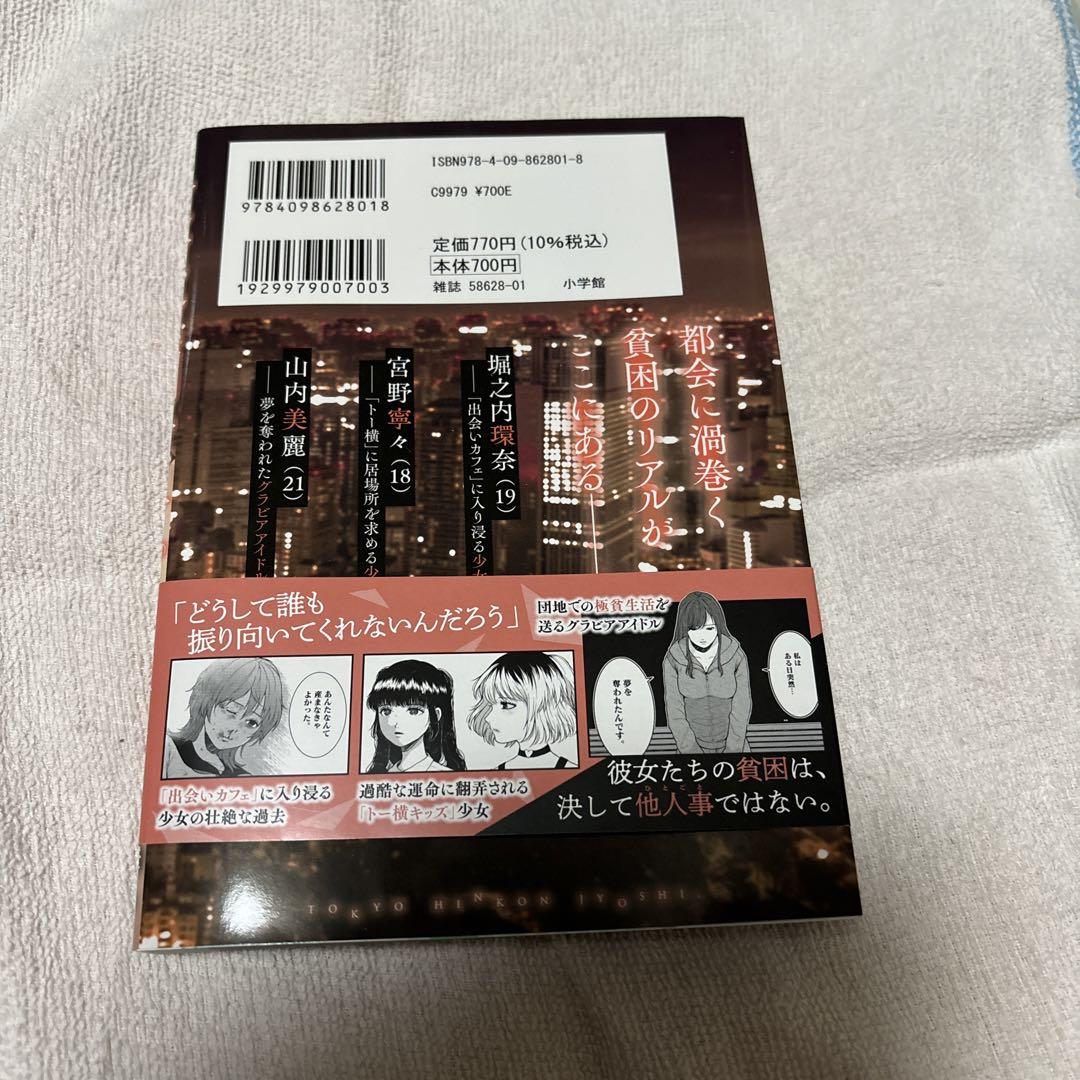 ISBN978-4-09-862801-8
C9979 ¥700E
9784098628018
定価770円(10%税込)
本体700円
雑誌 58628-01 小学館
1929979007003
都会に渦巻く
貧困のリアルが
ここにある――
堀之内環奈(19)
――「出会いカフェ」に入り浸る少女
宮野寧々(18)
――「トー横」に居場所を求める少
山内美麗(21)
――夢を奪われたグラビアアイドル
「どうして誰も
振り向いてくれないんだろう」
団地での極貧生活を
送るグラビアアイドル
あんたなんて
産まなきゃ
よかった。
私は
ある日突然…
夢を
奪われたんです。
「出会いカフェ」に入り浸る
少女の壮絶な過去
過酷な運命に翻弄される
「トー横キッズ」少女
彼女たちの貧困は、
ひとごと
決して他人事ではない。
TOKYO HINKON JYOSHI